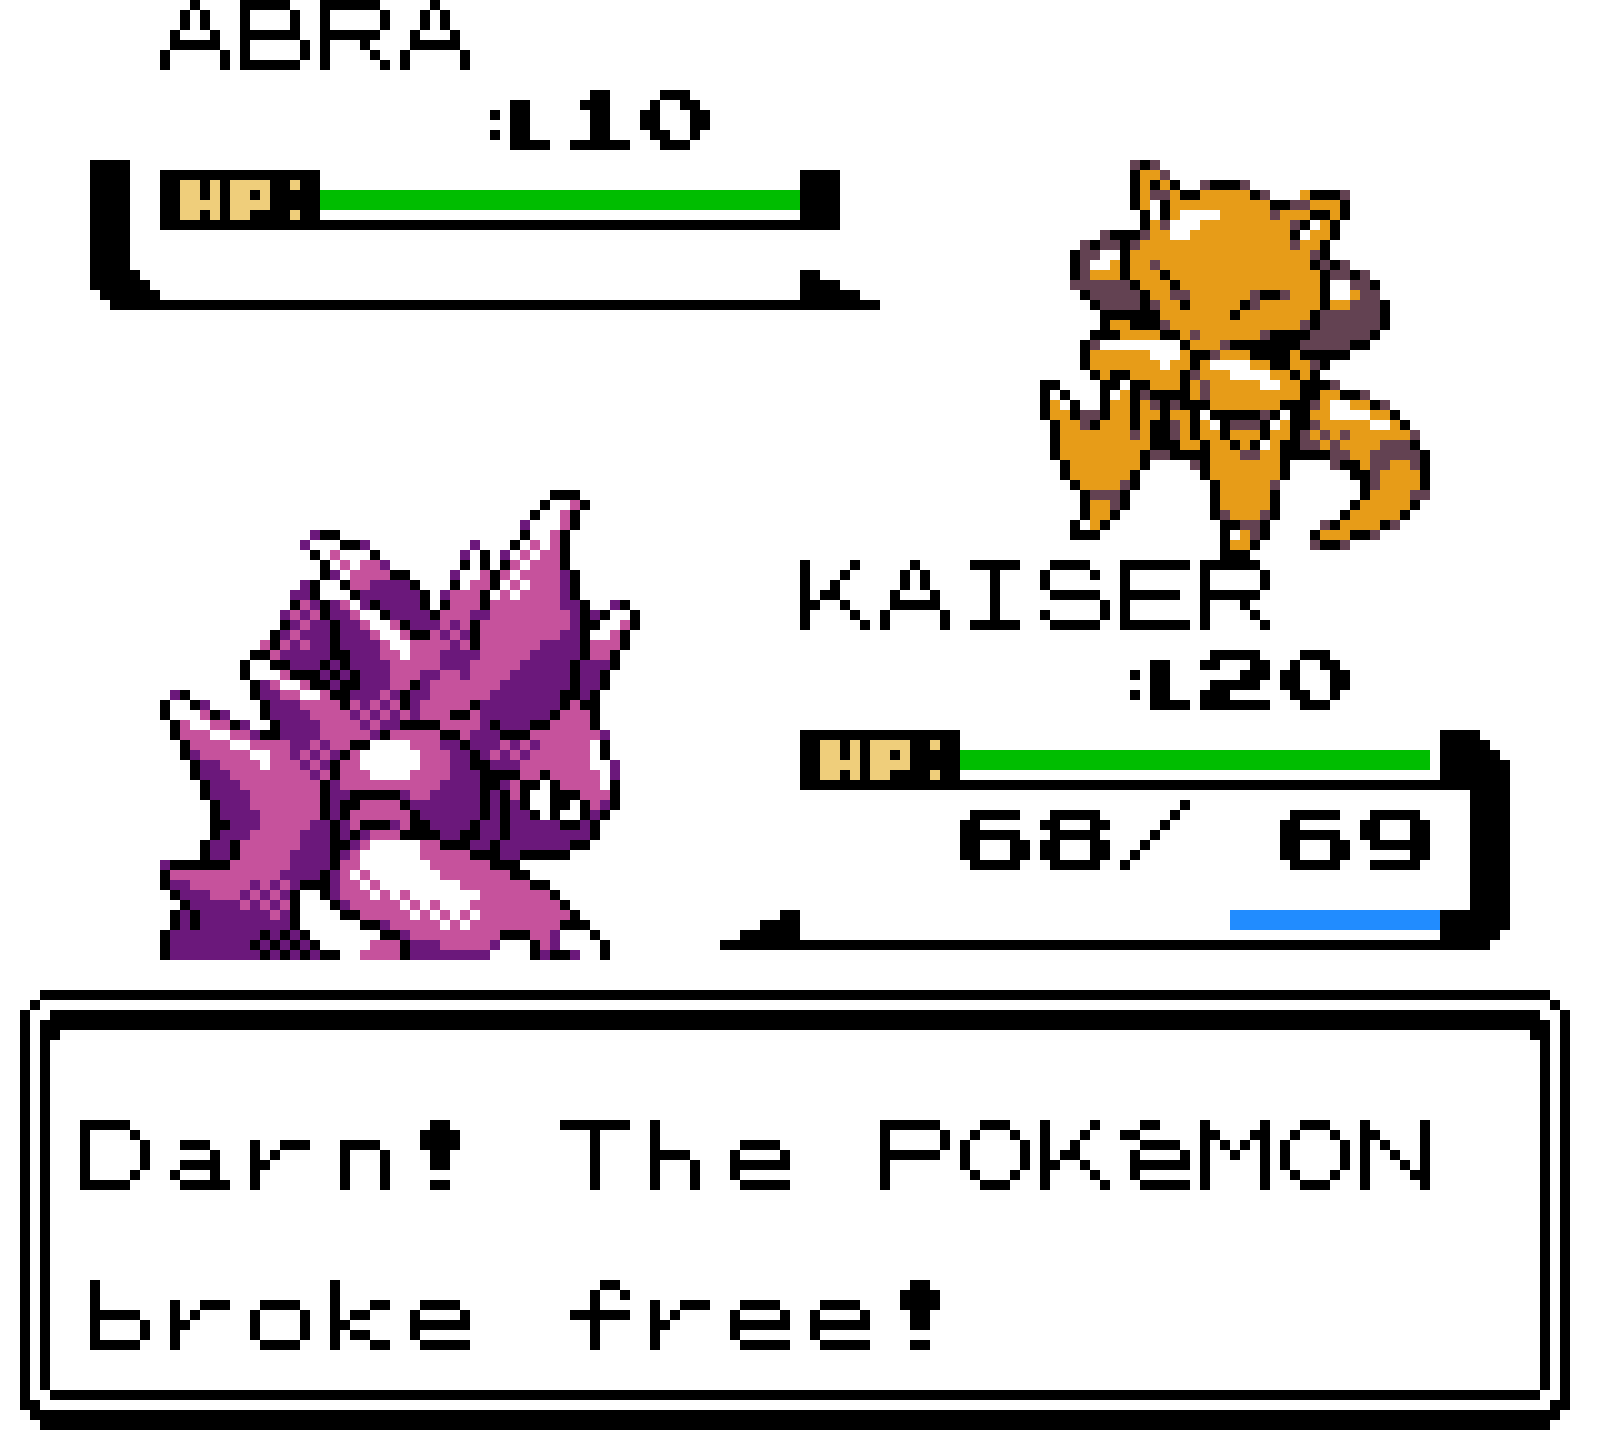 ABRA
:L10
HP:
KAISER
:L20
HP:
68/ 69
Darn! The POKéMON
broke free!